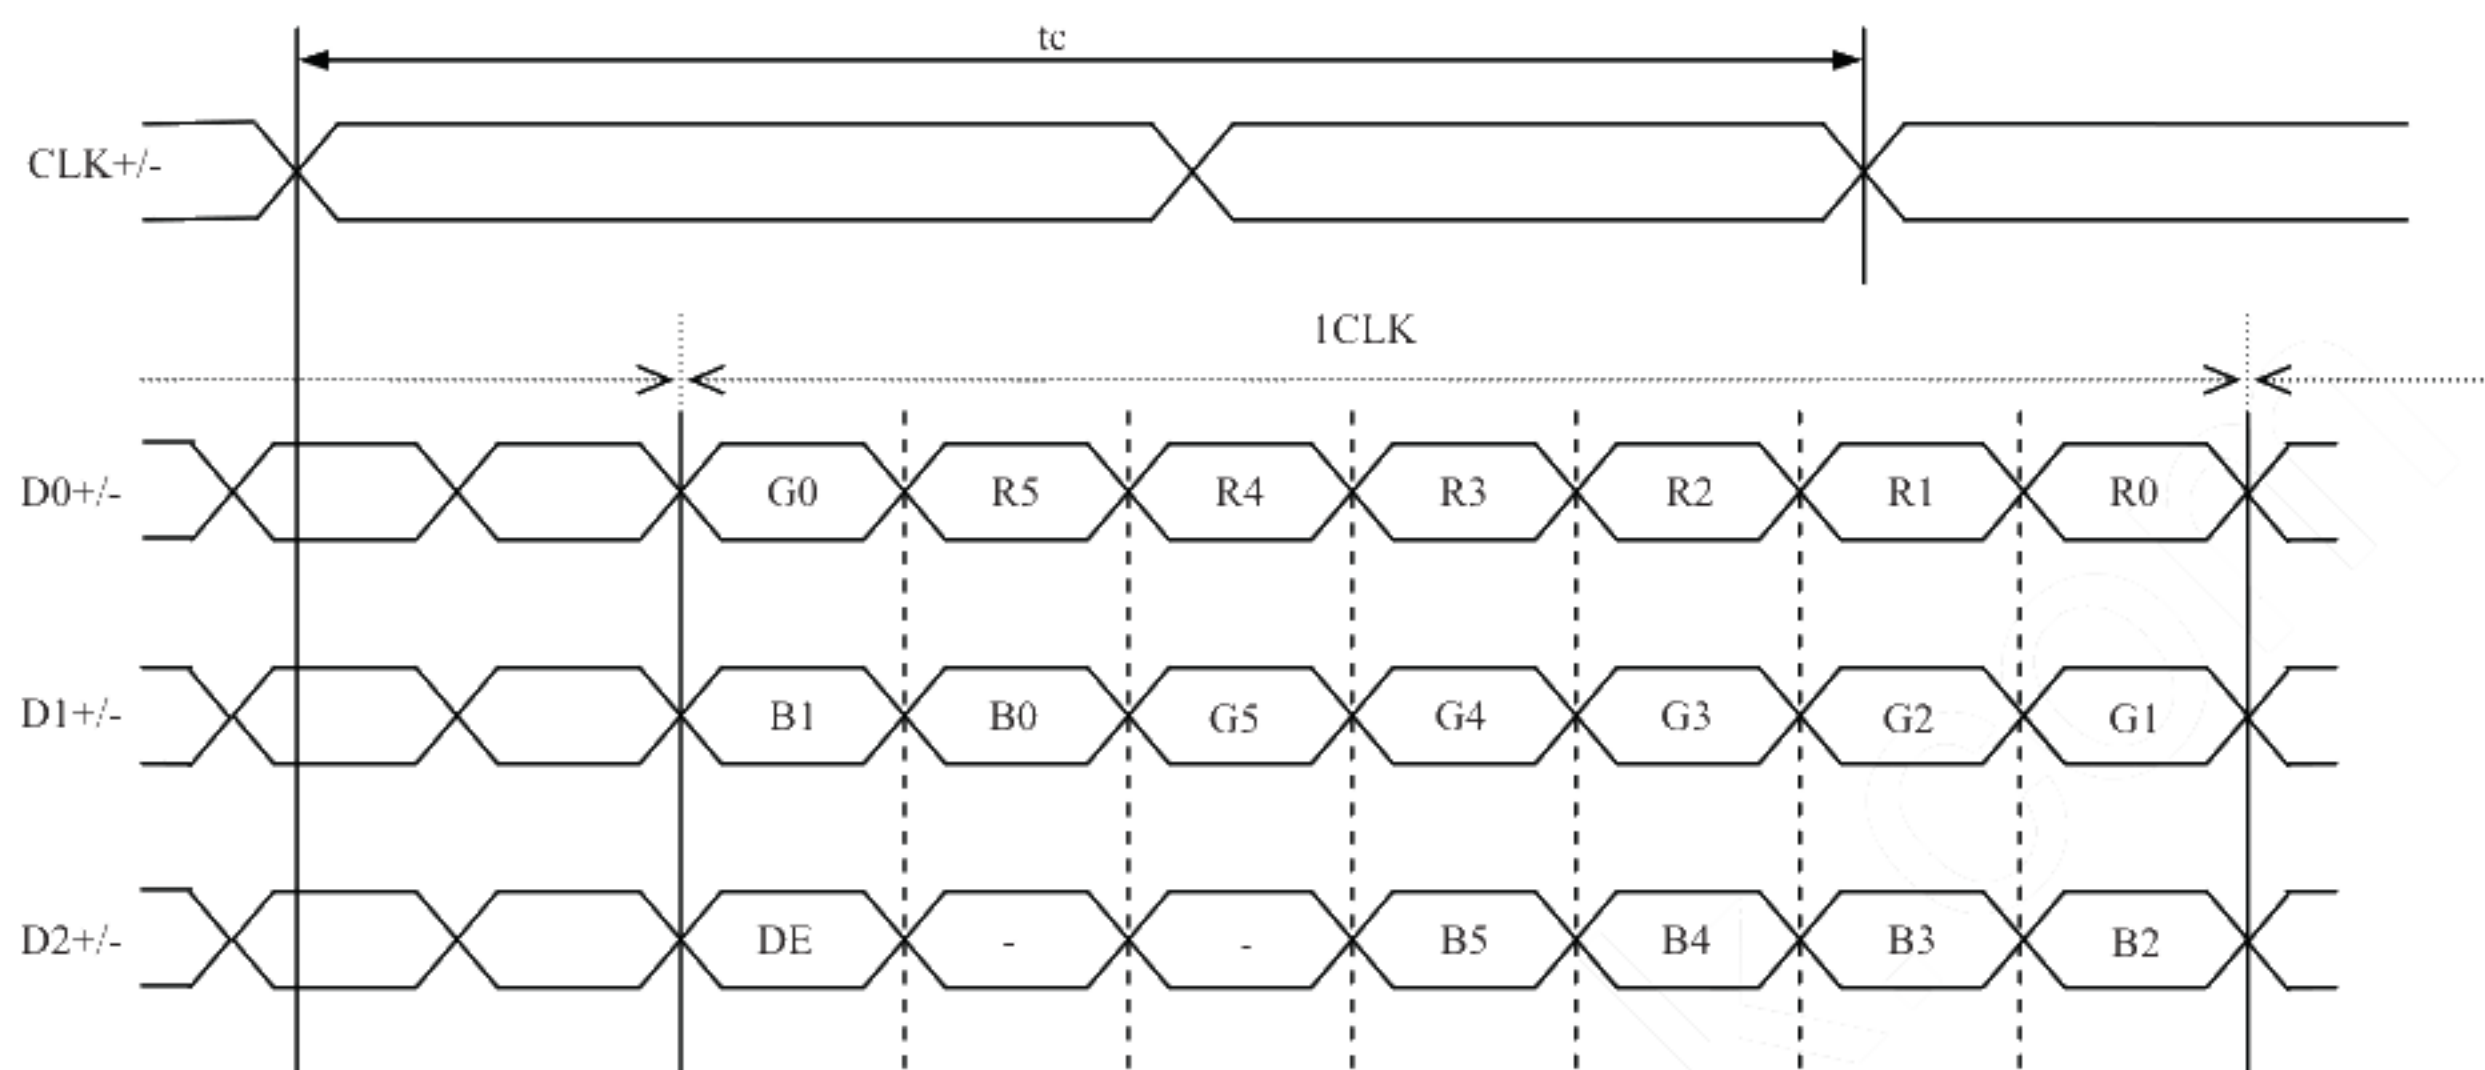 tc
CLK+/-
1CLK
D0+/- G0 R5 R4 R3 R2 R1 R0
D1+/- B1 B0 G5 G4 G3 G2 G1
D2+/- DE - - B5 B4 B3 B2